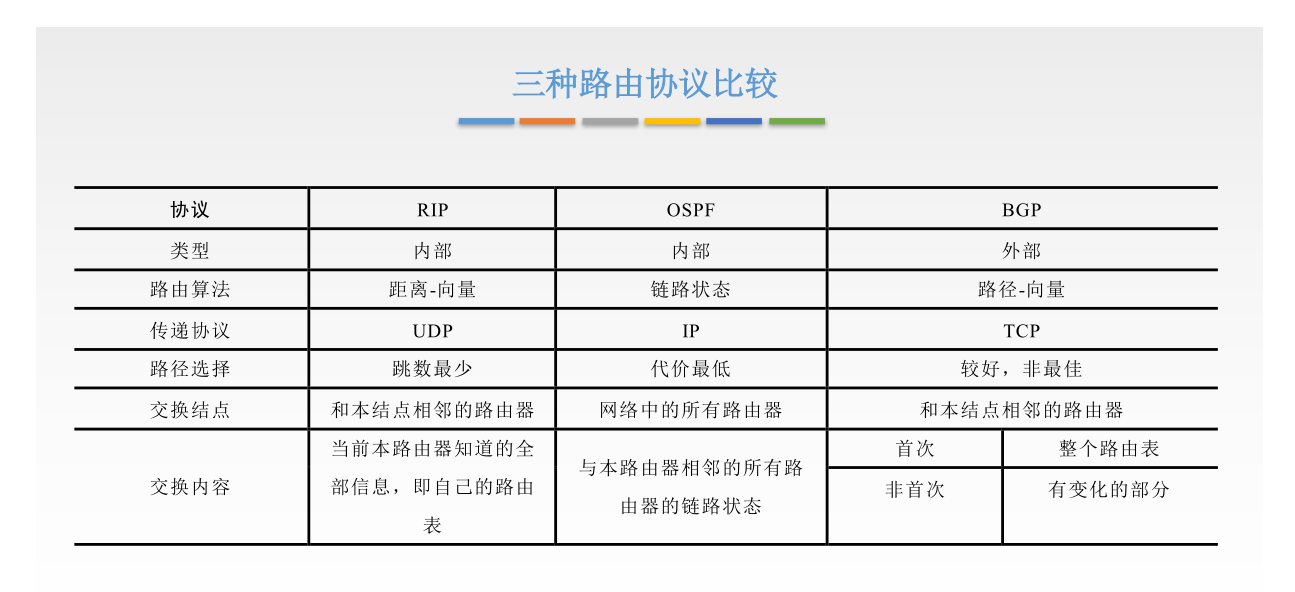 三种路由协议比较
协议 RIP OSPF BGP
类型 内部 内部 外部
路由算法 距离-向量 链路状态 路径-向量
传递协议 UDP IP TCP
路径选择 跳数最少 代价最低 较好，非最佳
交换结点 和本结点相邻的路由器 网络中的所有路由器 和本结点相邻的路由器
交换内容
当前本路由器知道的全
部信息，即自己的路由
表
与本路由器相邻的所有路
由器的链路状态
首次 整个路由表
非首次 有变化的部分